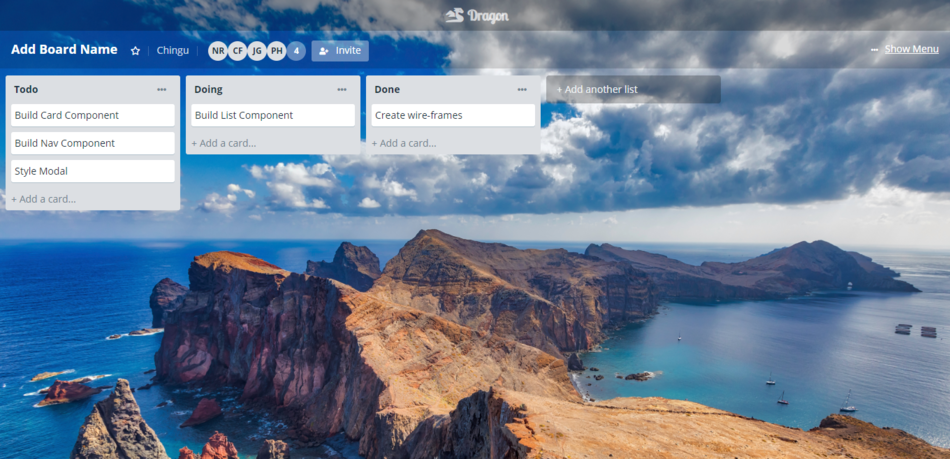 Dragon
Add Board Name
Chingu
NR CF JG PH 4
Invite
... Show Menu
Todo ...
Build Card Component
Build Nav Component
Style Modal
+ Add a card...
Doing ...
Build List Component
+ Add a card...
Done ...
Create wire-frames
+ Add a card...
+ Add another list